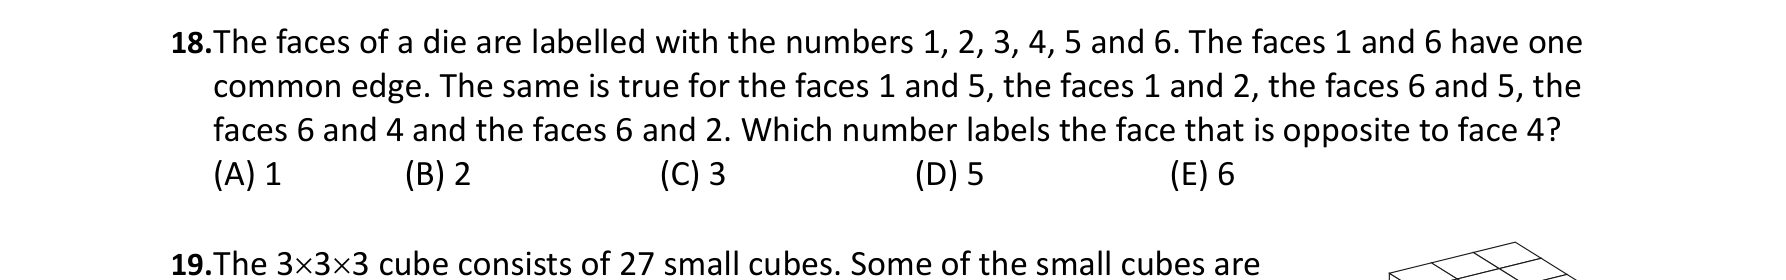 18.The faces of a die are labelled with the numbers 1, 2, 3, 4, 5 and 6. The faces 1 and 6 have one
common edge. The same is true for the faces 1 and 5, the faces 1 and 2, the faces 6 and 5, the
faces 6 and 4 and the faces 6 and 2. Which number labels the face that is opposite to face 4?
(A) 1 (B) 2 (C) 3 (D) 5 (E) 6
19.The 3×3×3 cube consists of 27 small cubes. Some of the small cubes are